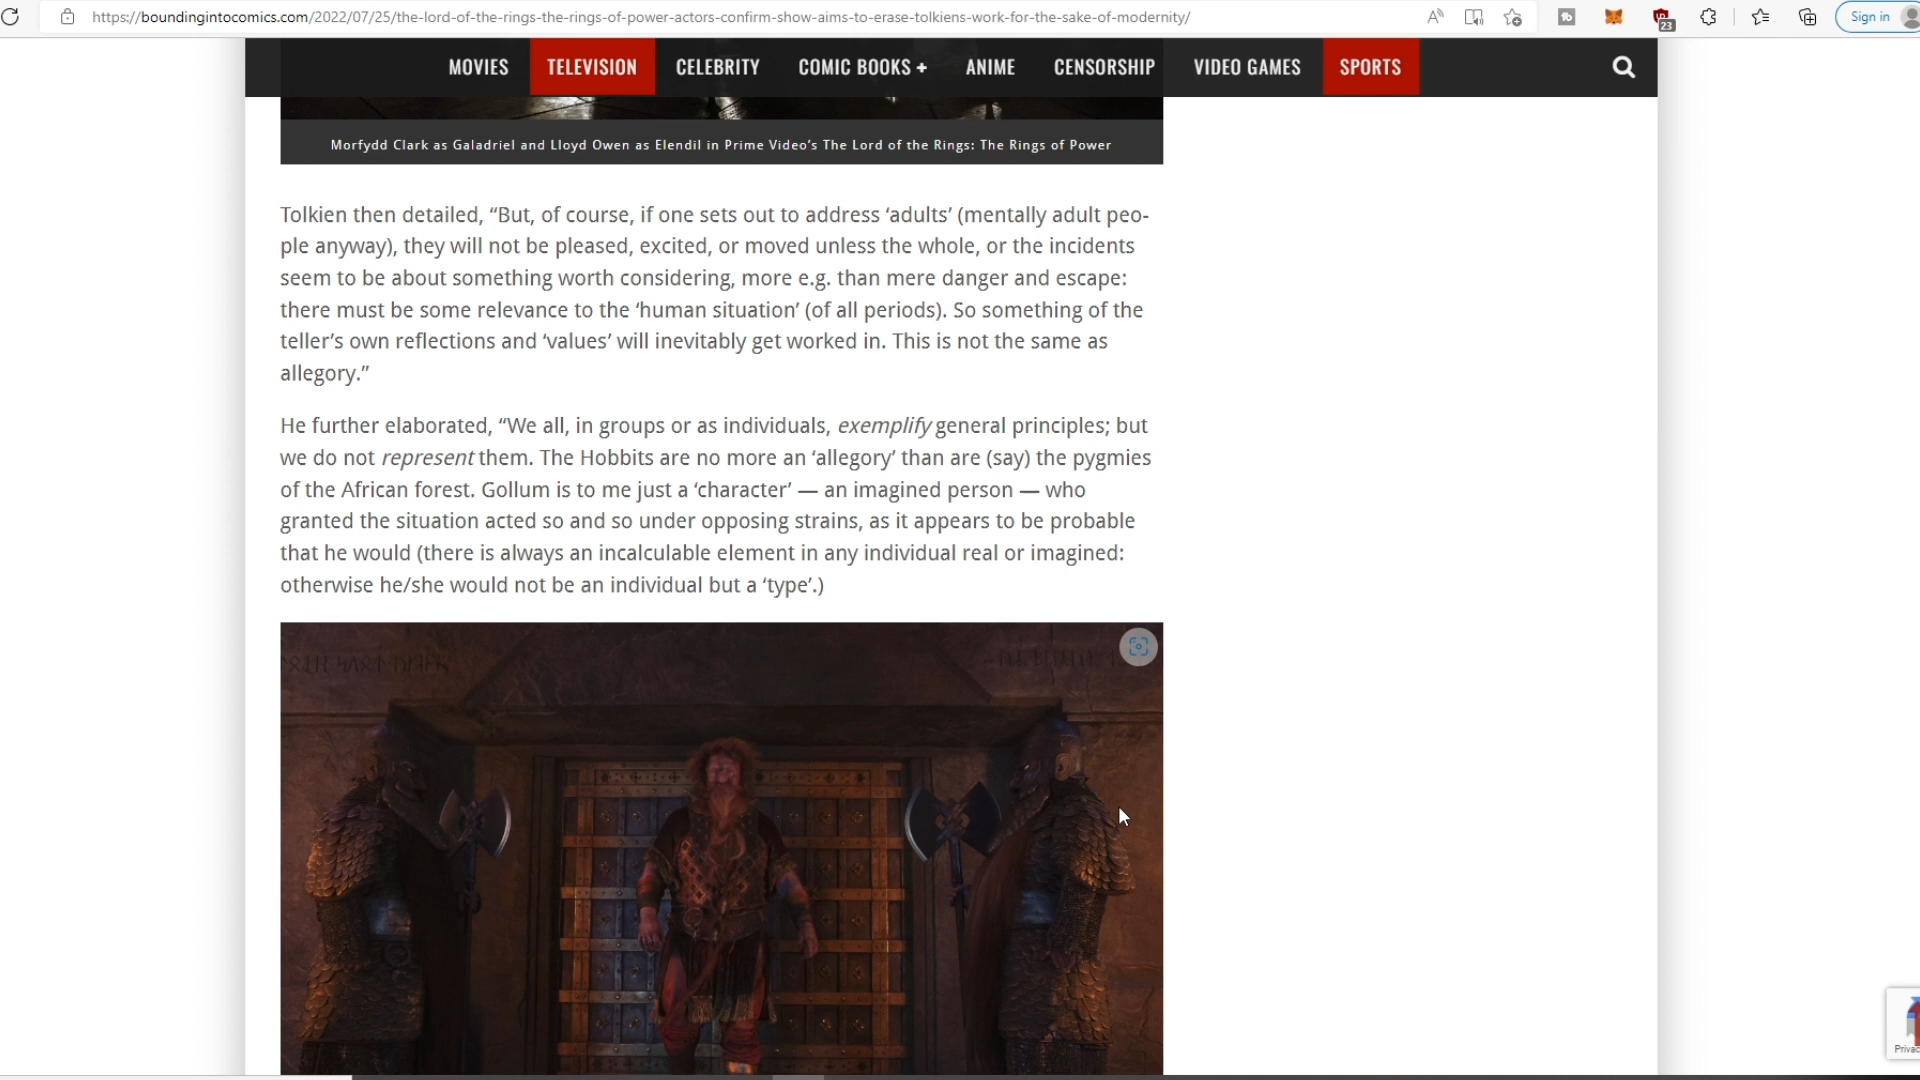 https://boundingintocomics.com/2022/07/25/the-lord-of-the-rings-the-rings-of-power-actors-confirm-show-aims-to-erase-tolkiens-work-for-the-sake-of-modernity/
23
Sign in
MOVIES TELEVISION CELEBRITY COMIC BOOKS + ANIME CENSORSHIP VIDEO GAMES SPORTS
Morfydd Clark as Galadriel and Lloyd Owen as Elendil in Prime Video's The Lord of the Rings: The Rings of Power
Tolkien then detailed, “But, of course, if one sets out to address ‘adults’ (mentally adult peo-
ple anyway), they will not be pleased, excited, or moved unless the whole, or the incidents
seem to be about something worth considering, more e.g. than mere danger and escape:
there must be some relevance to the ‘human situation’ (of all periods). So something of the
teller’s own reflections and ‘values’ will inevitably get worked in. This is not the same as
allegory.”
He further elaborated, “We all, in groups or as individuals, exemplify general principles; but
we do not represent them. The Hobbits are no more an ‘allegory’ than are (say) the pygmies
of the African forest. Gollum is to me just a ‘character’ — an imagined person — who
granted the situation acted so and so under opposing strains, as it appears to be probable
that he would (there is always an incalculable element in any individual real or imagined:
otherwise he/she would not be an individual but a ‘type’.)